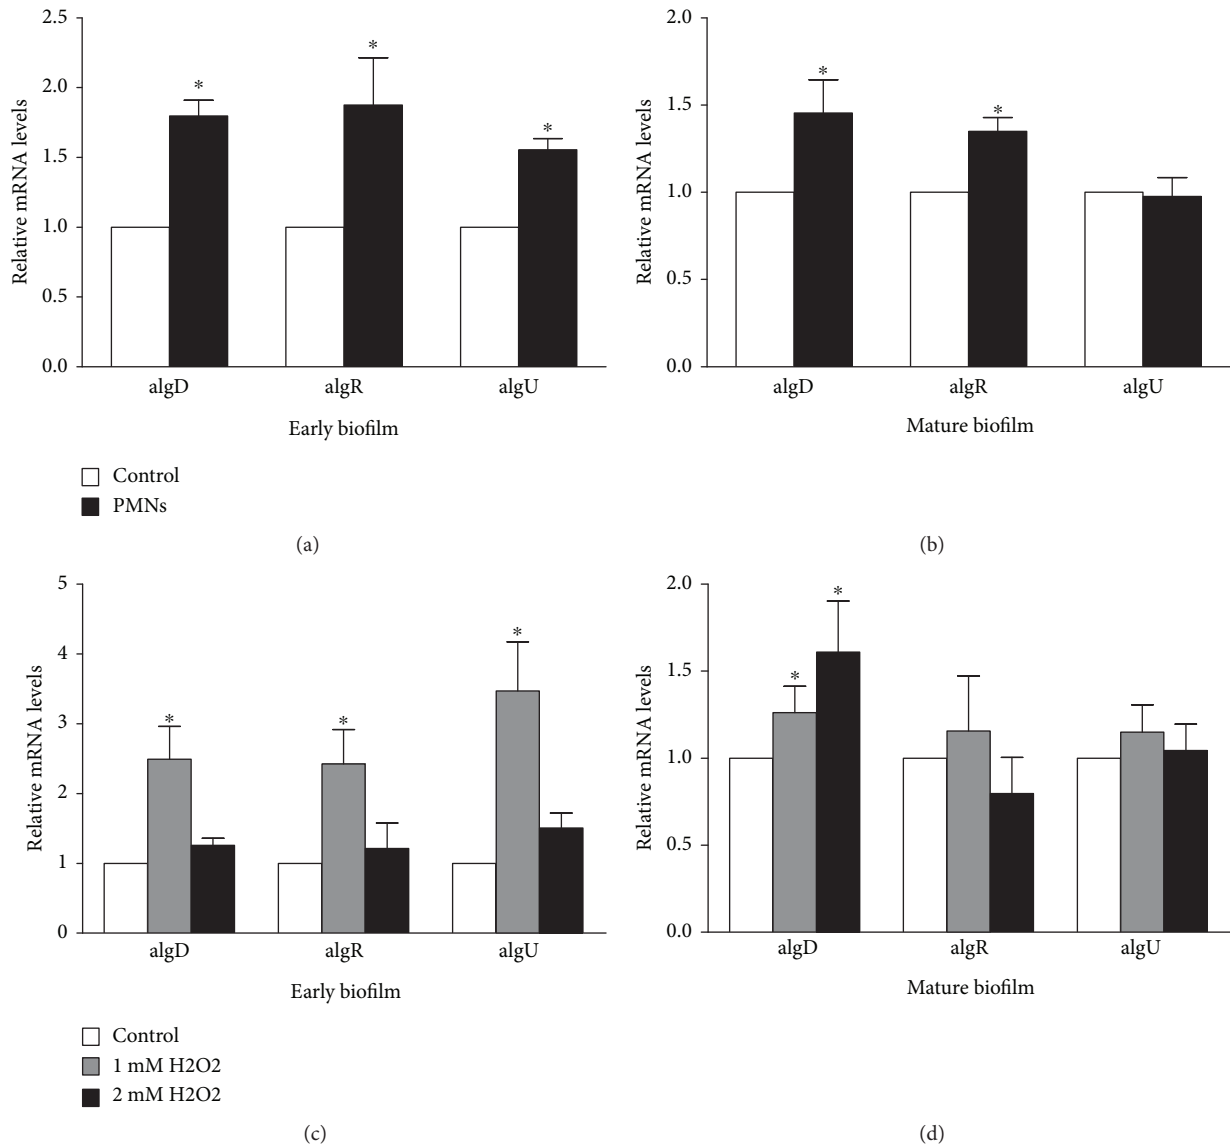 2.5
2.0
1.5
1.0
0.5
0.0
Relative mRNA levels
*
*
*
algD
algR
algU
Early biofilm
Control
PMNs
(a)
2.0
1.5
1.0
0.5
0.0
Relative mRNA levels
*
*
algD
algR
algU
Mature biofilm
(b)
5
4
3
2
1
0
Relative mRNA levels
*
*
*
algD
algR
algU
Early biofilm
Control
1 mM H2O2
2 mM H2O2
(c)
2.0
1.5
1.0
0.5
0.0
Relative mRNA levels
*
*
algD
algR
algU
Mature biofilm
(d)